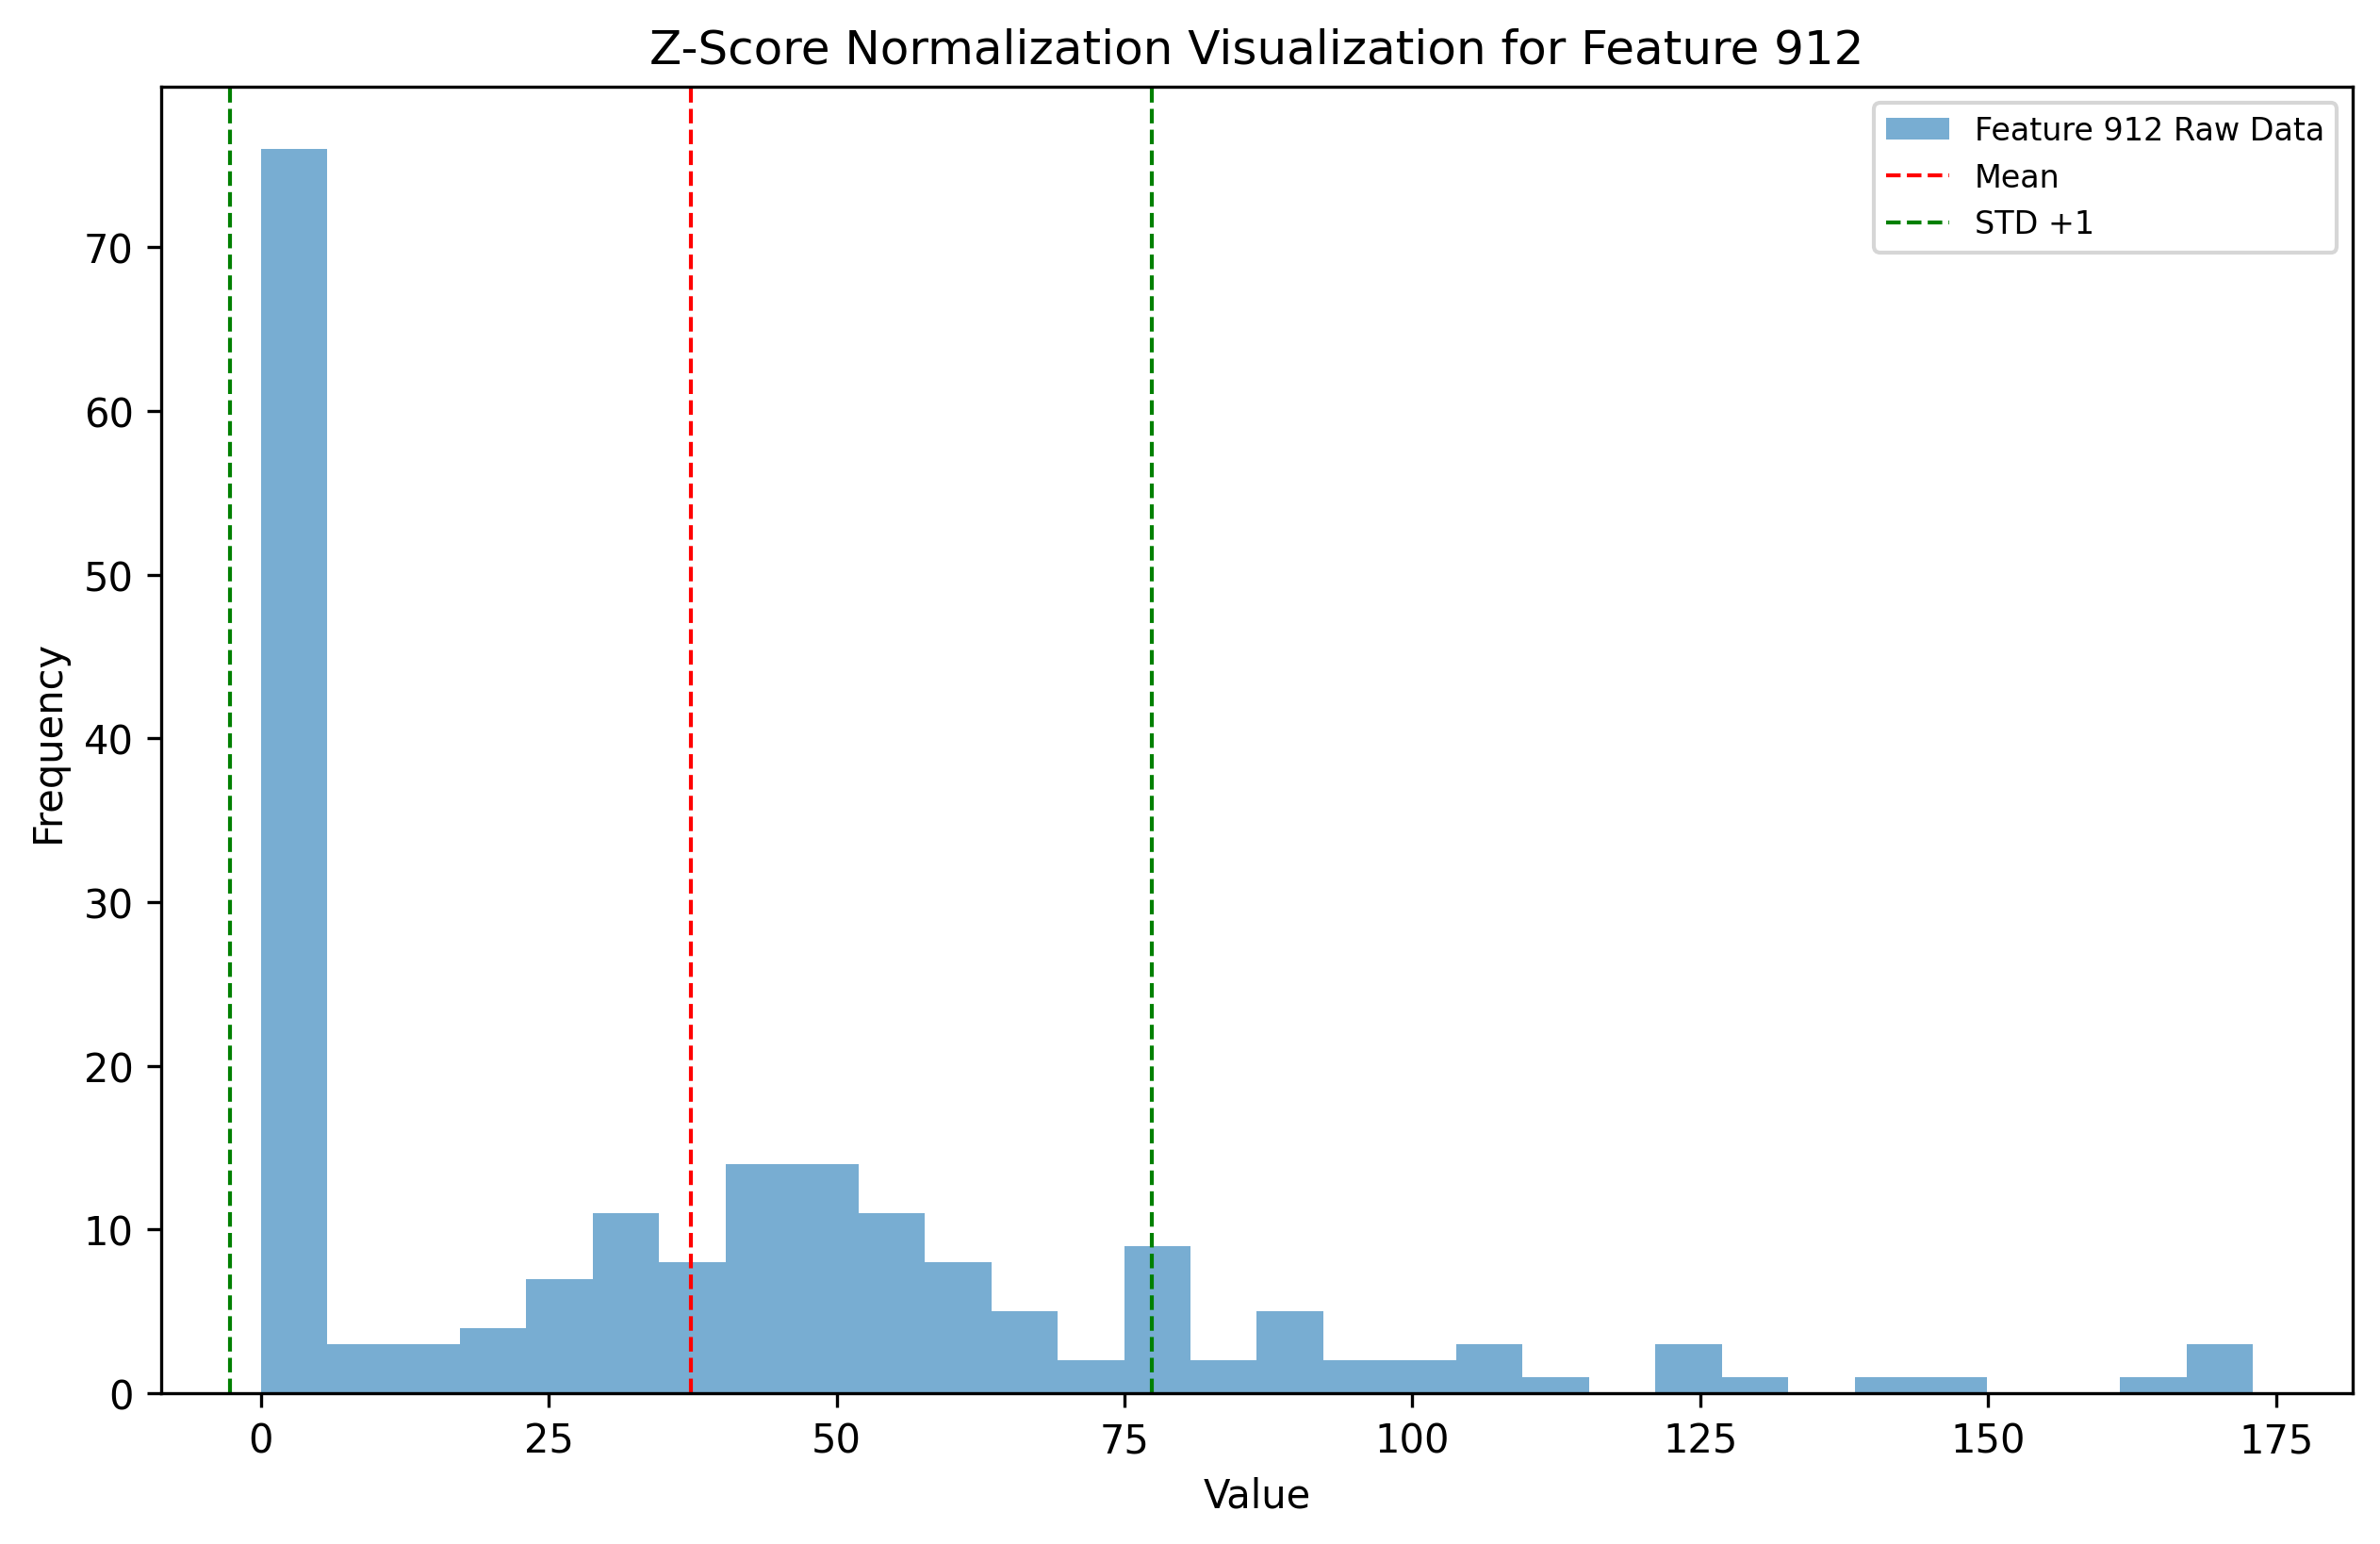 Z-Score Normalization Visualization for Feature 912
Feature 912 Raw Data
Mean
STD +1
Frequency
70
60
50
40
30
20
10
0
0 25 50 75 100 125 150 175
Value